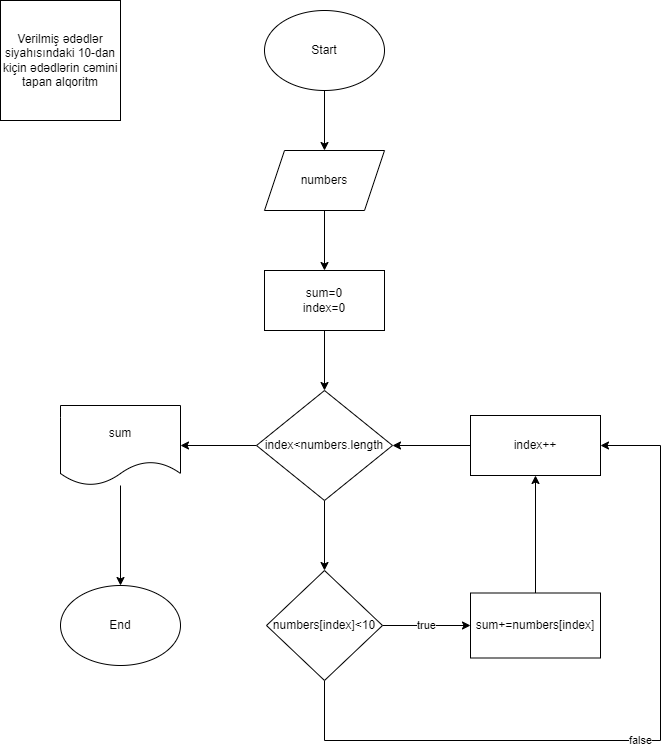 Verilmiş ədədlər
siyahısındaki 10-dan
kiçin ədədlərin cəmini
tapan alqoritm
Start
numbers
sum=0
index=0
sum
index<numbers.length
index++
End
numbers[index]<10
true
sum+=numbers[index]
false